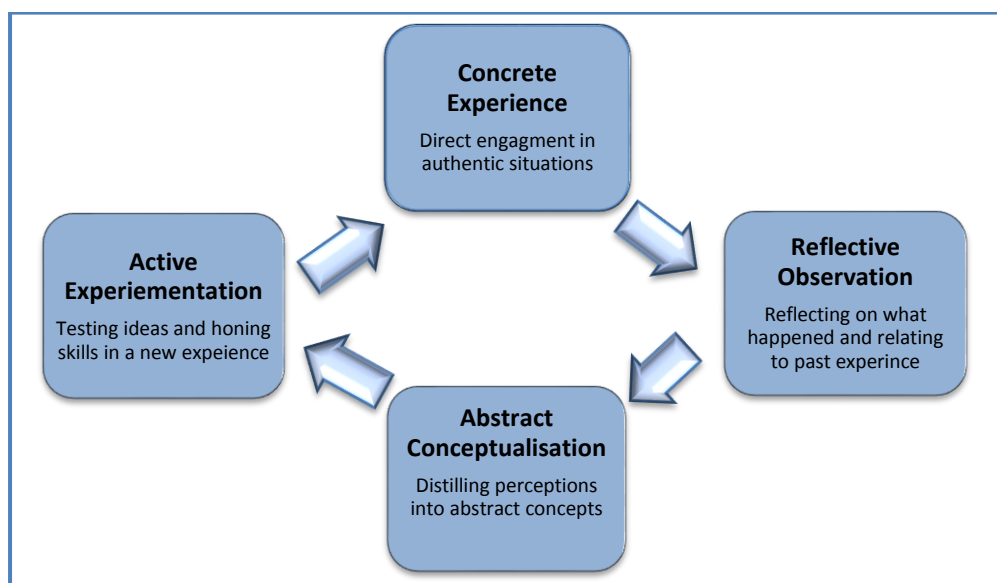 Concrete
Experience
Direct engagment in
authentic situations
Reflective
Observation
Reflecting on what
happened and relating
to past experince
Abstract
Conceptualisation
Distilling perceptions
into abstract concepts
Active
Experiementation
Testing ideas and honing
skills in a new expeience